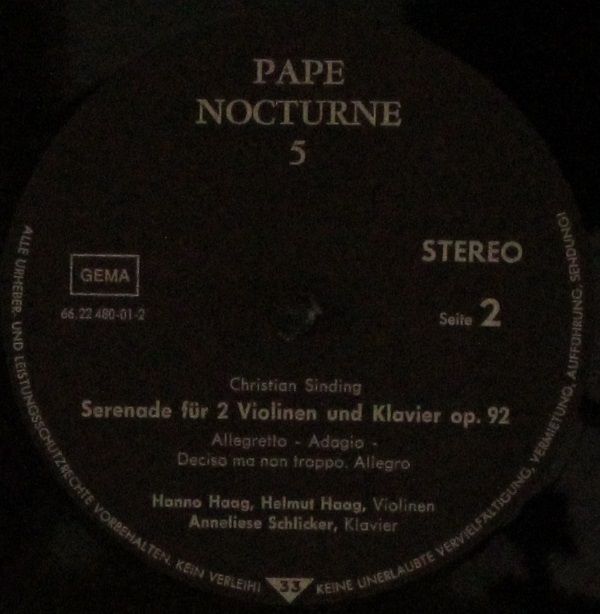 PAPE
NOCTURNE
5
STEREO
GEMA
66.22 480-01-2
Seite 2
Christian Sinding
Serenade für 2 Violinen und Klavier op. 92
Allegretto - Adagio -
Deciso ma non troppo. Allegro
Hanno Haag, Helmut Haag, Violinen
Anneliese Schlicker, Klavier
ALLE URHEBER- UND LEISTUNGSSCHUTZRECHTE VORBEHALTEN. KEIN VERLEIH! 33 KEINE UNERLAUBTE VERVIELFÄLTIGUNG, VERMIETUNG, AUFFÜHRUNG, SENDUNG!